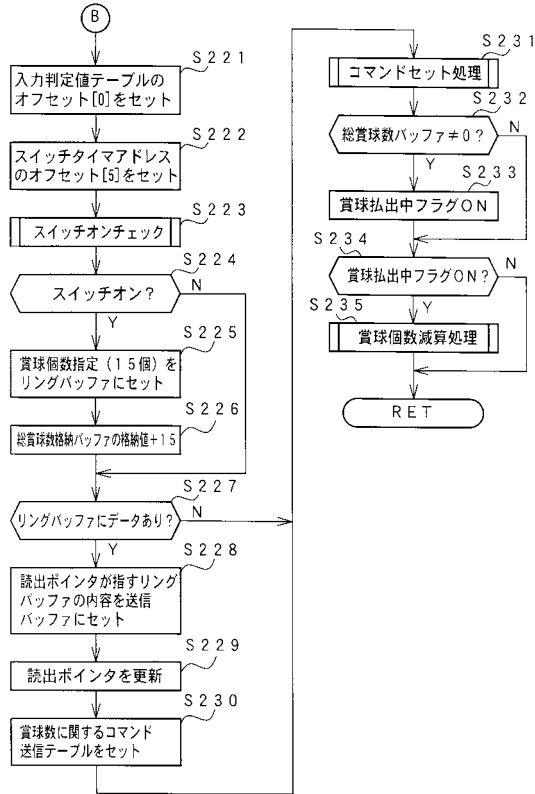 B
S221
入力判定値テーブルの
オフセット[0]をセット
S222
スイッチタイマアドレス
のオフセット[5]をセット
S223
スイッチオンチェック
S224
スイッチオン?
N
Y
S225
賞球個数指定(15個)を
リングバッファにセット
S226
総賞球数格納バッファの格納値+15
S227
リングバッファにデータあり?
N
Y
S228
読出ポインタが指すリング
バッファの内容を送信
バッファにセット
S229
読出ポインタを更新
S230
賞球数に関するコマンド
送信テーブルをセット
S231
コマンドセット処理
S232
総賞球数バッファ≠0?
N
Y
S233
賞球払出中フラグON
S234
賞球払出中フラグON?
N
Y
S235
賞球個数減算処理
RET